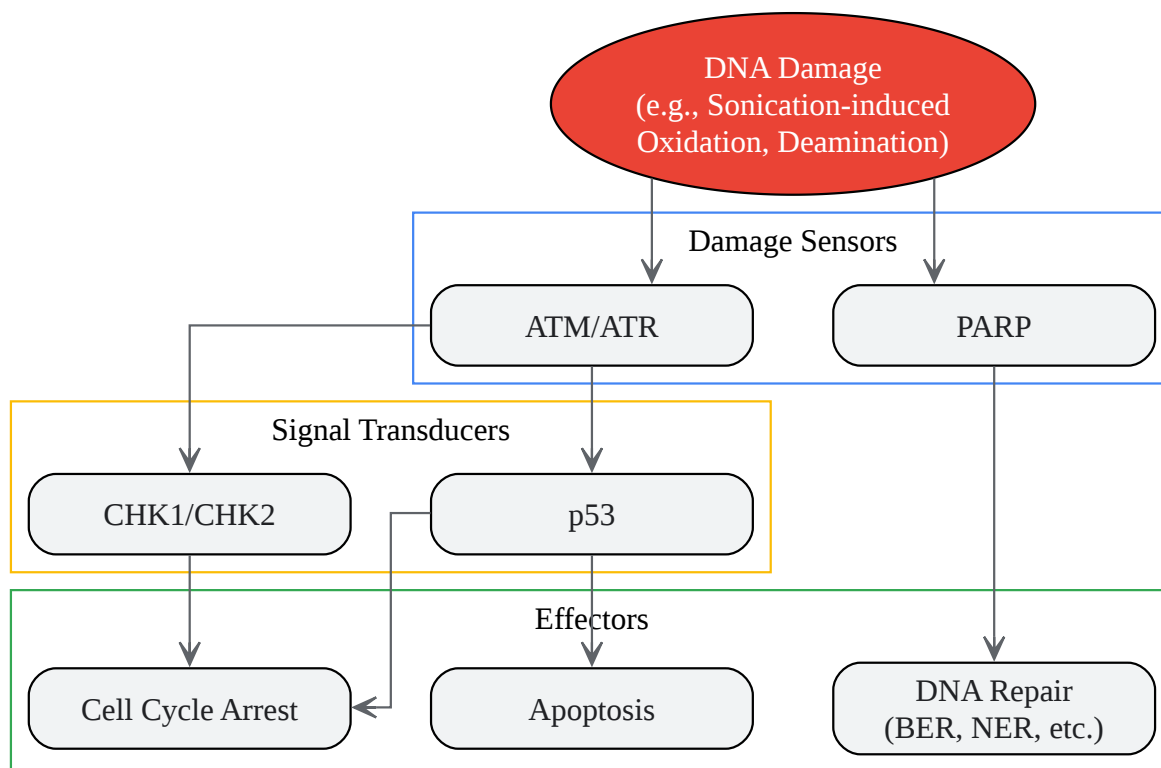 DNA Damage
(e.g., Sonication-induced
Oxidation, Deamination)
Damage Sensors
ATM/ATR
PARP
Signal Transducers
CHK1/CHK2
p53
Effectors
Cell Cycle Arrest
Apoptosis
DNA Repair
(BER, NER, etc.)